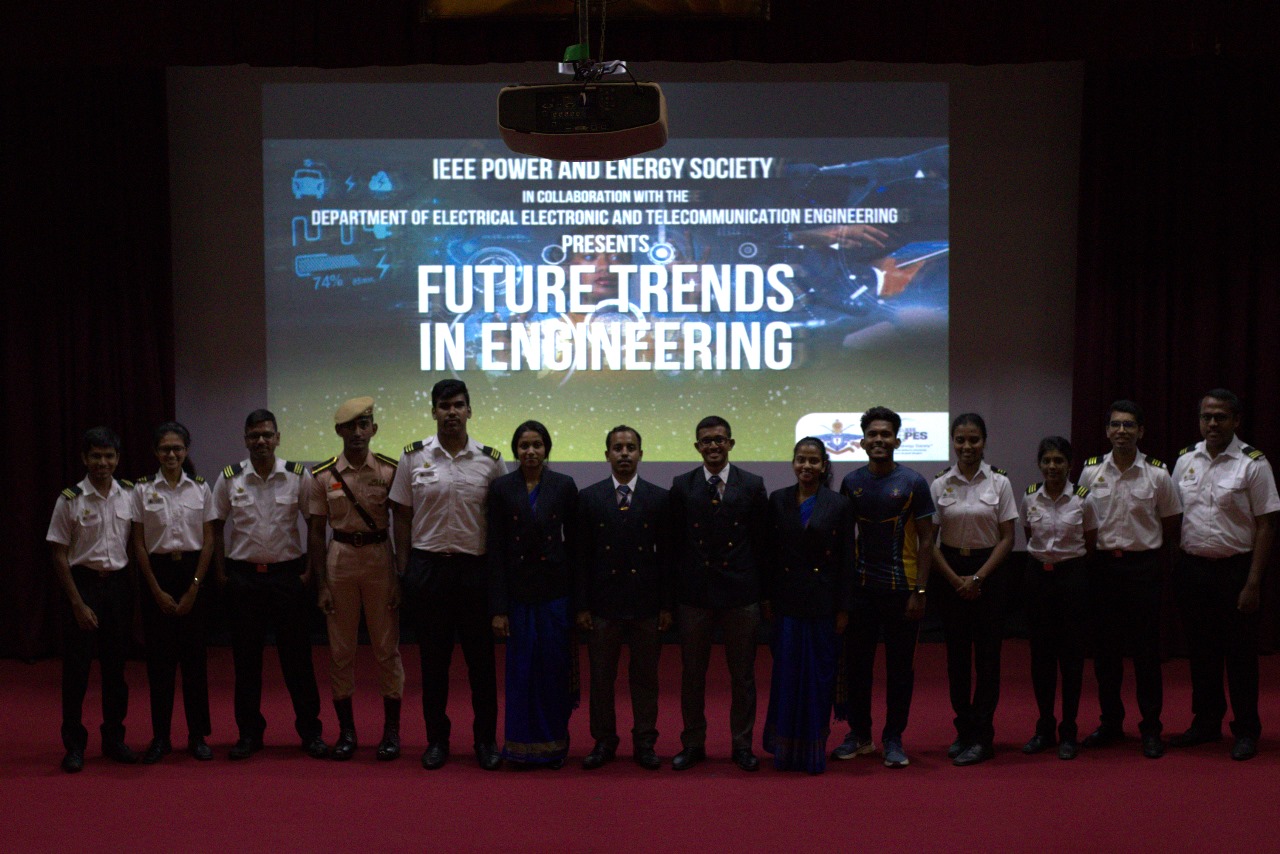 IEEE POWER AND ENERGY SOCIETY
IN COLLABORATION WITH THE
DEPARTMENT OF ELECTRICAL ELECTRONIC AND TELECOMMUNICATION ENGINEERING
PRESENTS
FUTURE TRENDS
IN ENGINEERING
74%
PES